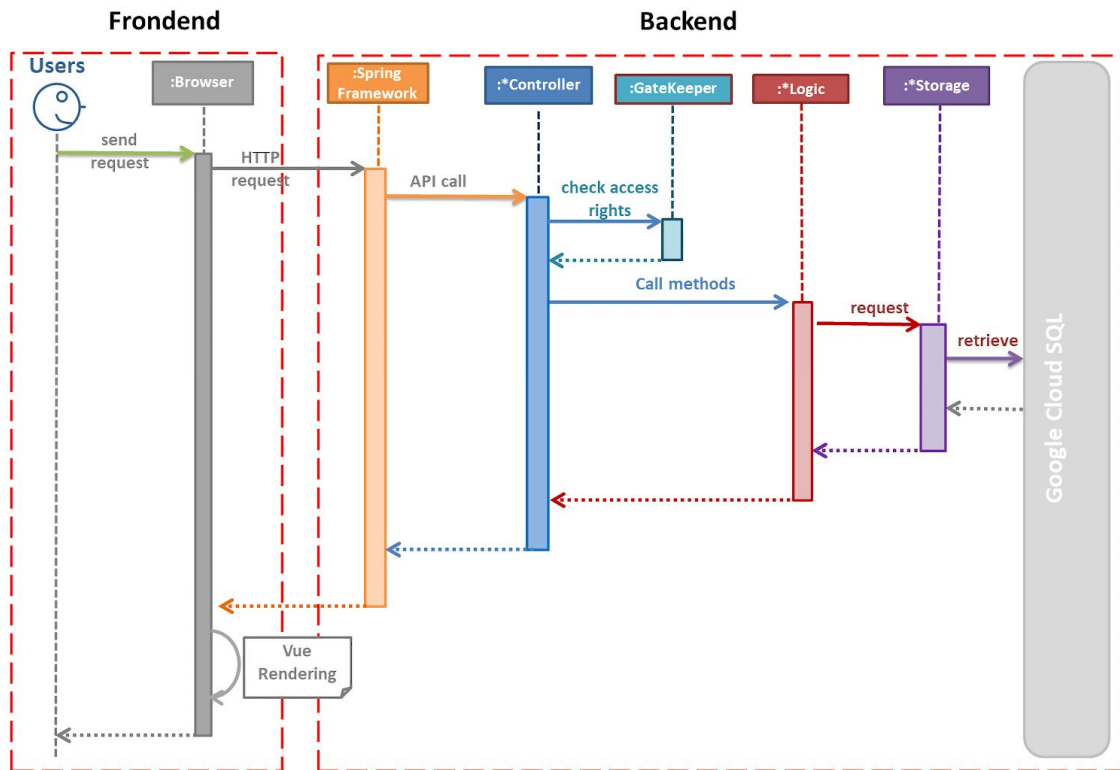 Frondend
Backend
Users
:Browser
:Spring
Framework
:*Controller
:GateKeeper
:*Logic
:*Storage
send
request
HTTP
request
API call
check access
rights
Call methods
request
retrieve
Google Cloud SQL
Vue
Rendering